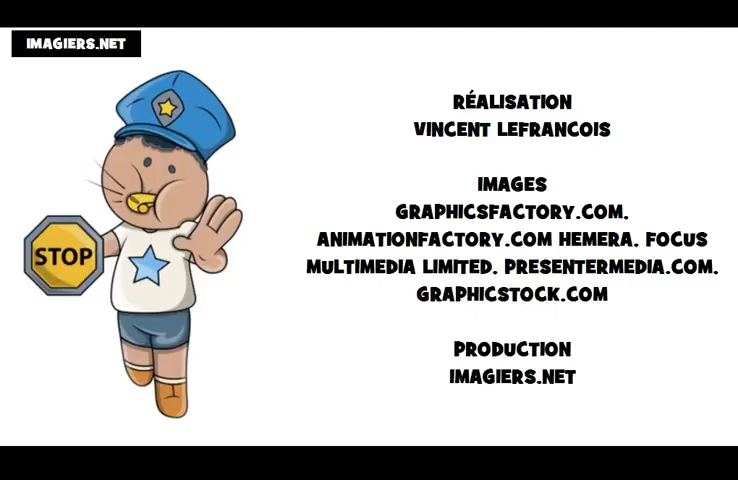 IMAGIERS.NET
RÉALISATION
VINCENT LEFRANCOIS
IMAGES
GRAPHICSFACTORY.COM,
ANIMATIONFACTORY.COM HEMERA, FOCUS
MULTIMEDIA LIMITED, PRESENTERMEDIA.COM,
GRAPHICSTOCK.COM
PRODUCTION
IMAGIERS.NET
STOP